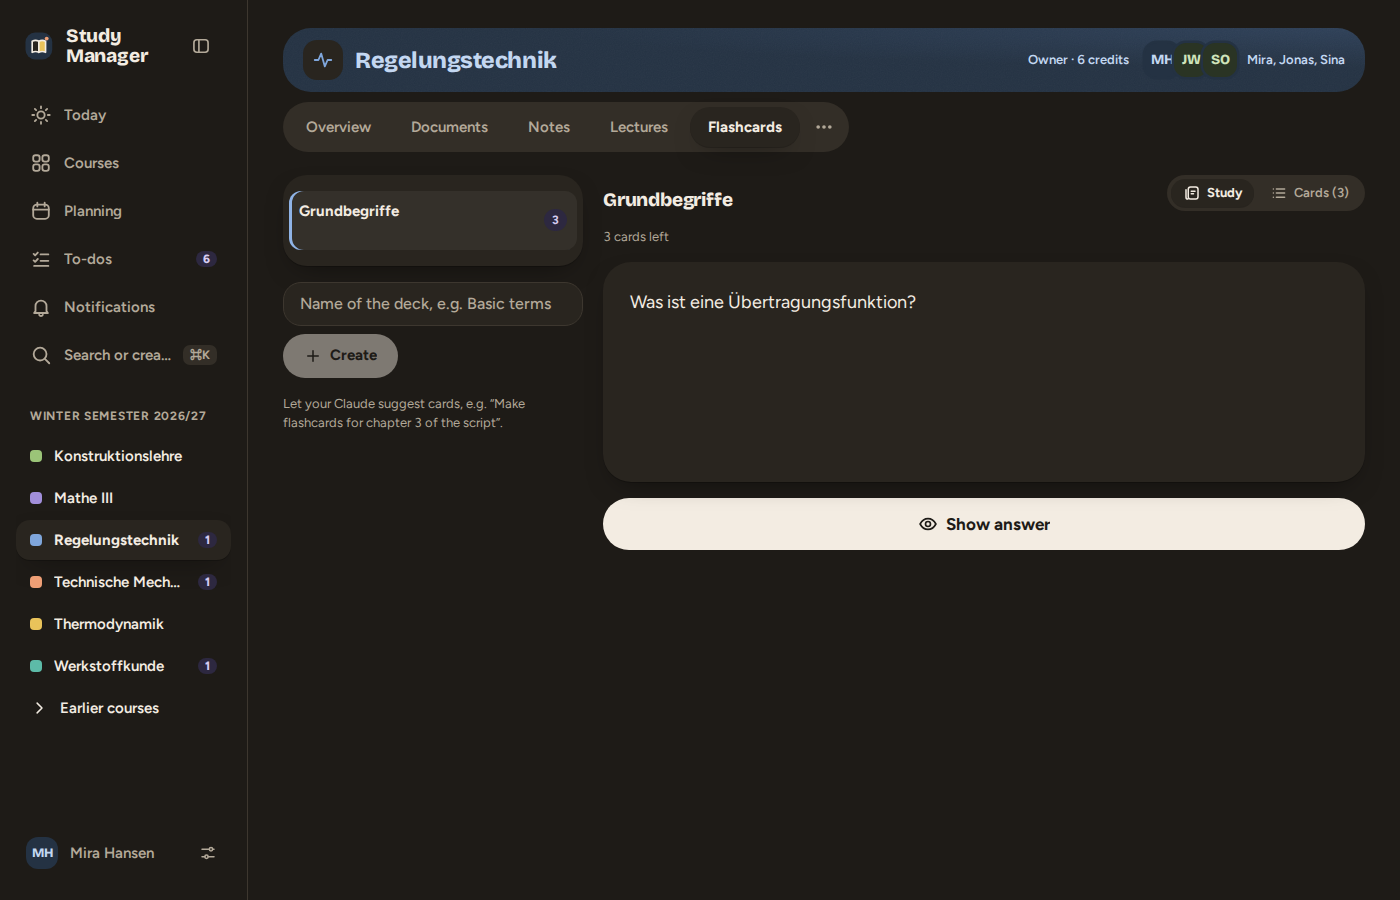 Study
Manager
Today
Courses
Planning
To-dos 6
Notifications
Search or crea... ⌘K
WINTER SEMESTER 2026/27
Konstruktionslehre
Mathe III
Regelungstechnik 1
Technische Mech... 1
Thermodynamik
Werkstoffkunde 1
Earlier courses
MH Mira Hansen
Regelungstechnik
Owner · 6 credits MH JW SO Mira, Jonas, Sina
Overview Documents Notes Lectures Flashcards
Grundbegriffe 3
Name of the deck, e.g. Basic terms
Create
Let your Claude suggest cards, e.g. “Make
flashcards for chapter 3 of the script”.
Grundbegriffe
Study Cards (3)
3 cards left
Was ist eine Übertragungsfunktion?
Show answer